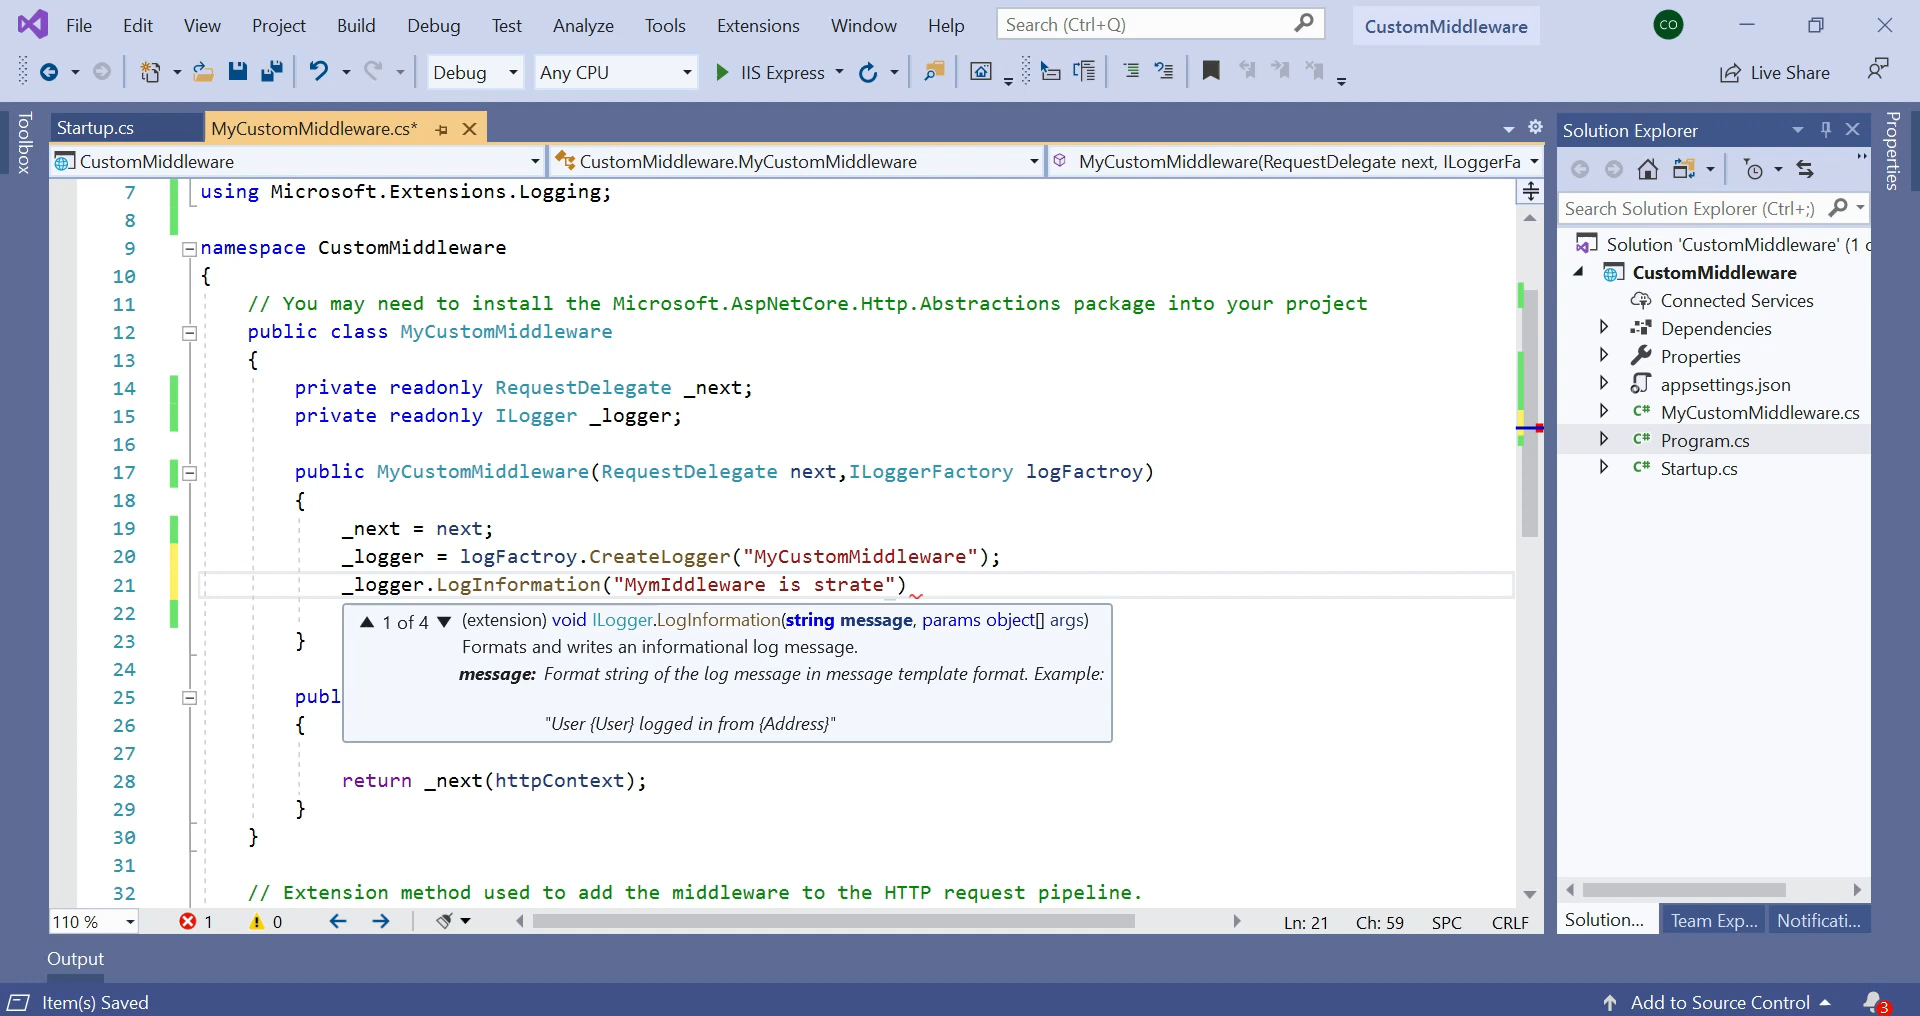 File Edit View Project Build Debug Test Analyze Tools Extensions Window Help Search (Ctrl+Q) CustomMiddleware CO
Debug Any CPU IIS Express Live Share
Toolbox
Startup.cs MyCustomMiddleware.cs*
CustomMiddleware CustomMiddleware.MyCustomMiddleware MyCustomMiddleware(RequestDelegate next, ILoggerFa
7 using Microsoft.Extensions.Logging;
8
9 namespace CustomMiddleware
10 {
11 // You may need to install the Microsoft.AspNetCore.Http.Abstractions package into your project
12 public class MyCustomMiddleware
13 {
14 private readonly RequestDelegate _next;
15 private readonly ILogger _logger;
16
17 public MyCustomMiddleware(RequestDelegate next,ILoggerFactory logFactroy)
18 {
19 _next = next;
20 _logger = logFactroy.CreateLogger("MyCustomMiddleware");
21 _logger.LogInformation("MymIddleware is strate")
22
1 of 4 (extension) void ILogger.LogInformation(string message, params object[] args)
Formats and writes an informational log message.
message: Format string of the log message in message template format. Example:
"User {User} logged in from {Address}"
23 }
24
25 publ
26 {
27
28 return _next(httpContext);
29 }
30 }
31
32 // Extension method used to add the middleware to the HTTP request pipeline.
110 % 1 0 Ln: 21 Ch: 59 SPC CRLF
Solution Explorer
Search Solution Explorer (Ctrl+;)
Solution 'CustomMiddleware' (1 c
CustomMiddleware
Connected Services
Dependencies
Properties
appsettings.json
C# MyCustomMiddleware.cs
C# Program.cs
C# Startup.cs
Solution... Team Exp... Notificati...
Properties
Output
Item(s) Saved Add to Source Control 3